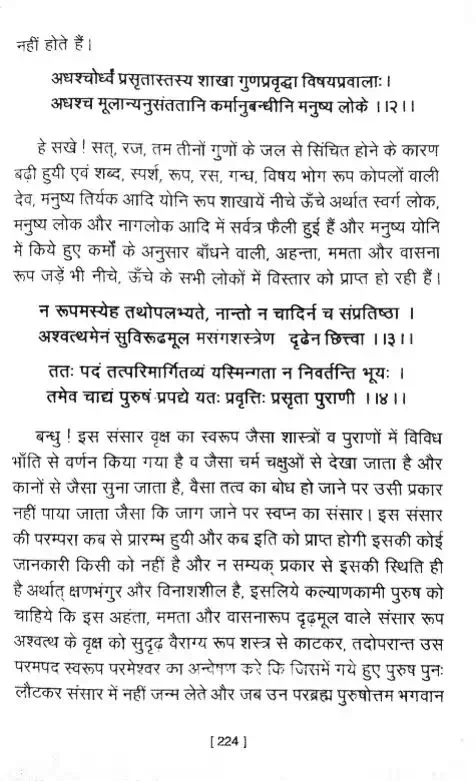 नहीं होते हैं।
अधश्चोर्ध्वं प्रसृतास्तस्य शाखा गुणप्रवृद्धा विषयप्रवालाः।
अधश्च मूलान्यनुसंततानि कर्मानुबन्धीनि मनुष्य लोके ।।२।।
हे सखे ! सत्, रज, तम तीनों गुणों के जल से सिंचित होने के कारण
बढ़ी हुयी एवं शब्द, स्पर्श, रूप, रस, गन्ध, विषय भोग रूप कोपलों वाली
देव, मनुष्य तिर्यक आदि योनि रूप शाखायें नीचे ऊँचे अर्थात स्वर्ग लोक,
मनुष्य लोक और नागलोक आदि में सर्वत्र फैली हुई हैं और मनुष्य योनि
में किये हुए कर्मों के अनुसार बाँधने वाली, अहन्ता, ममता और वासना
रूप जड़ें भी नीचे, ऊँचे के सभी लोकों में विस्तार को प्राप्त हो रही हैं।
न रूपमस्येह तथोपलभ्यते, नान्तो न चादिर्न च संप्रतिष्ठा ।
अश्वत्थमेनं सुविरूढमूल मसंगशस्त्रेण दृढेन छित्त्वा ।।३।।
ततः पदं तत्परिमार्गितव्यं यस्मिन्गता न निवर्तन्ति भूयः ।
तमेव चाद्यं पुरुषं प्रपद्ये यतः प्रवृत्तिः प्रसृता पुराणी ।।४।।
बन्धु ! इस संसार वृक्ष का स्वरूप जैसा शास्त्रों व पुराणों में विविध
भाँति से वर्णन किया गया है व जैसा चर्म चक्षुओं से देखा जाता है और
कानों से जैसा सुना जाता है, वैसा तत्व का बोध हो जाने पर उसी प्रकार
नहीं पाया जाता जैसा कि जाग जाने पर स्वप्न का संसार। इस संसार
की परम्परा कब से प्रारम्भ हुयी और कब इति को प्राप्त होगी इसकी कोई
जानकारी किसी को नहीं है और न सम्यक् प्रकार से इसकी स्थिति ही
है अर्थात् क्षणभंगुर और विनाशशील है, इसलिये कल्याणकामी पुरुष को
चाहिये कि इस अहंता, ममता और वासनारूप दृढ़मूल वाले संसार रूप
अश्वत्थ के वृक्ष को सुदृढ़ वैराग्य रूप शस्त्र से काटकर, तदोपरान्त उस
परमपद स्वरूप परमेश्वर का अन्वेषण करे कि जिसमें गये हुए पुरुष पुनः
लौटकर संसार में नहीं जन्म लेते और जब उन परब्रह्म पुरुषोत्तम भगवान
[ 224 ]